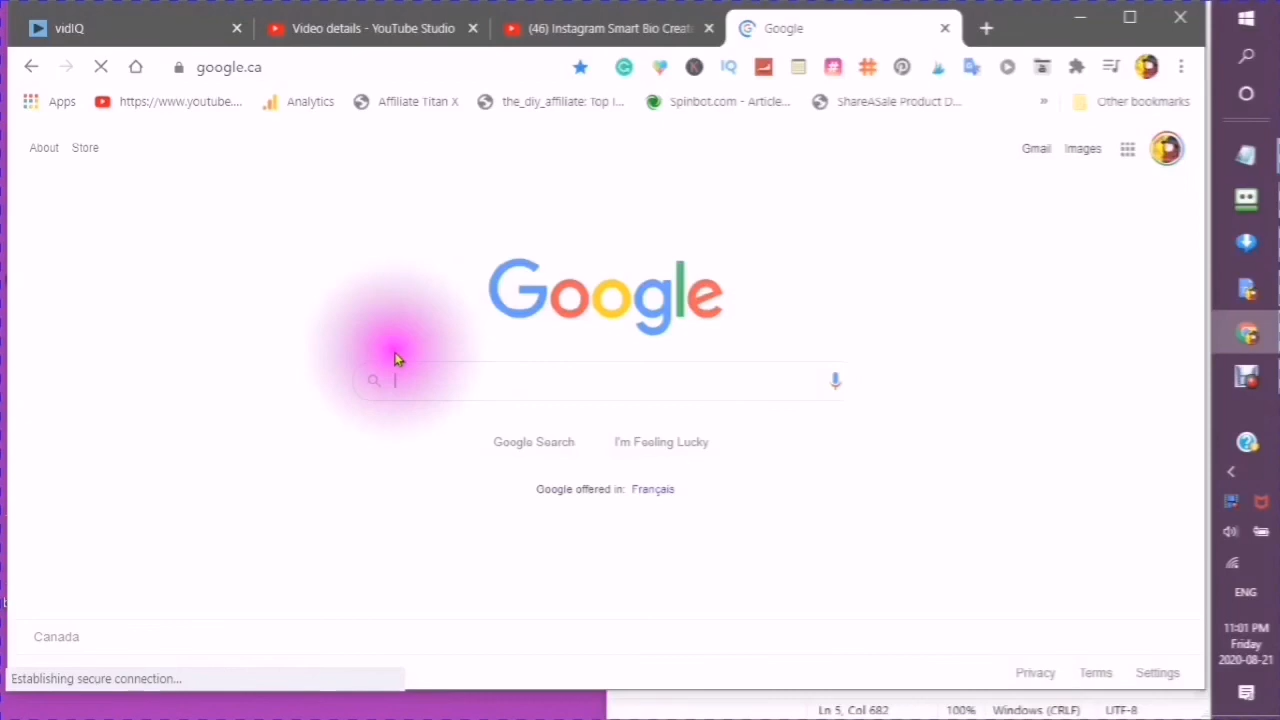 vidIQ
Video details - YouTube Studio
(46) Instagram Smart Bio Creat
Google
google.ca
Apps
https://www.youtube....
Analytics
Affiliate Titan X
the_diy_affiliate: Top I...
Spinbot.com - Article...
ShareASale Product D...
»
Other bookmarks
About
Store
Gmail
Images
Google
Google Search
I'm Feeling Lucky
Google offered in: Français
Canada
Establishing secure connection...
Privacy
Terms
Settings
Ln 5, Col 682
100%
Windows (CRLF)
UTF-8
ENG
11:01 PM
Friday
2020-08-21